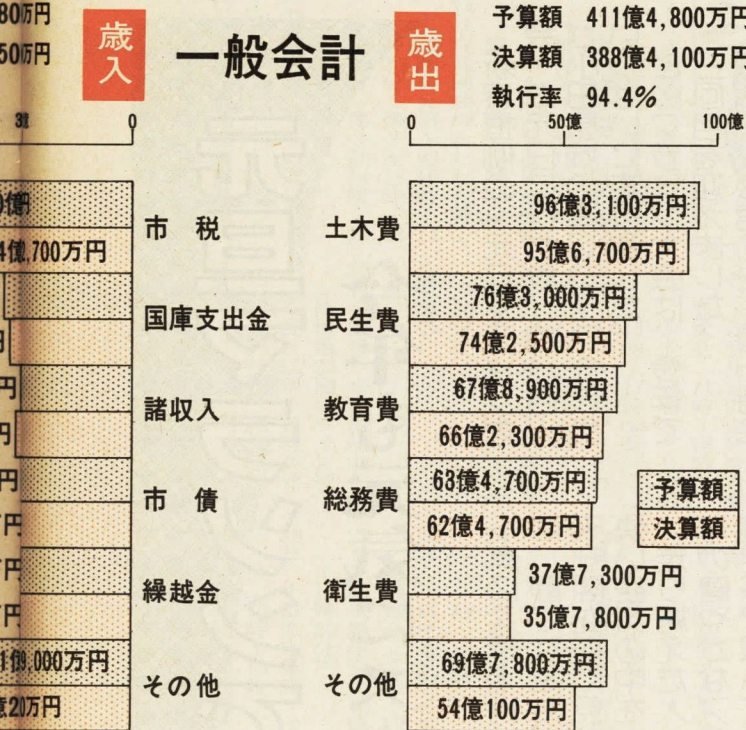 80万円
50万円
歳入
一般会計
歳出
予算額 411億4,800万円
決算額 388億4,100万円
執行率 94.4%
0
0
50億
100億
700万円
市税
国庫支出金
諸収入
市債
繰越金
その他
9,000万円
20万円
土木費
96億3,100万円
95億6,700万円
民生費
76億3,000万円
74億2,500万円
教育費
67億8,900万円
66億2,300万円
総務費
63億4,700万円
62億4,700万円
衛生費
37億7,300万円
35億7,800万円
その他
69億7,800万円
54億100万円
予算額
決算額